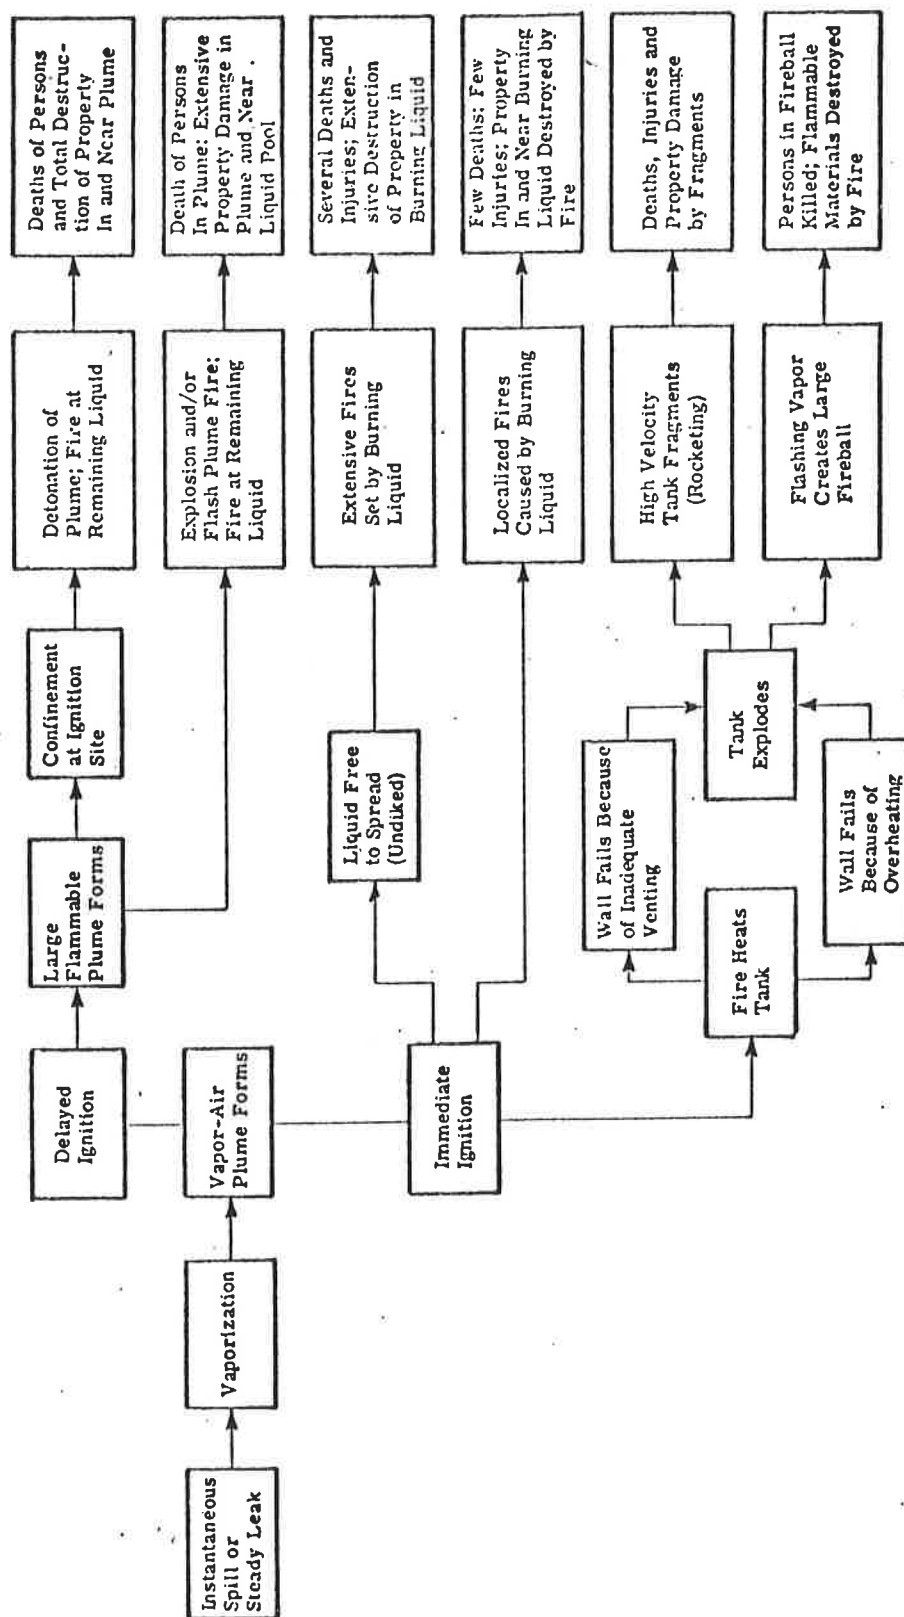 Instantaneous
Spill or
Steady Leak
Vaporization
Vapor-Air
Plume Forms
Delayed
Ignition
Large
Flammable
Plume Forms
Confinement
at Ignition
Site
Detonation of
Plume; Fire at
Remaining Liquid
Deaths of Persons
and Total Destruc-
tion of Property
In and Near Plume
Explosion and/or
Flash Plume Fire;
Fire at Remaining
Liquid
Death of Persons
In Plume; Extensive
Property Damage in
Plume and Near
Liquid Pool
Immediate
Ignition
Liquid Free
to Spread
(Undiked)
Extensive Fires
Set by Burning
Liquid
Several Deaths and
Injuries; Exten-
sive Destruction
of Property in
Burning Liquid
Localized Fires
Caused by Burning
Liquid
Few Deaths; Few
Injuries; Property
In and Near Burning
Liquid Destroyed by
Fire
Fire Heats
Tank
Wall Fails Because
of Inadequate
Venting
Wall Fails
Because of
Overheating
Tank
Explodes
High Velocity
Tank Fragments
(Rocketing)
Deaths, Injuries and
Property Damage
by Fragments
Flashing Vapor
Creates Large
Fireball
Persons in Fireball
Killed; Flammable
Materials Destroyed
by Fire